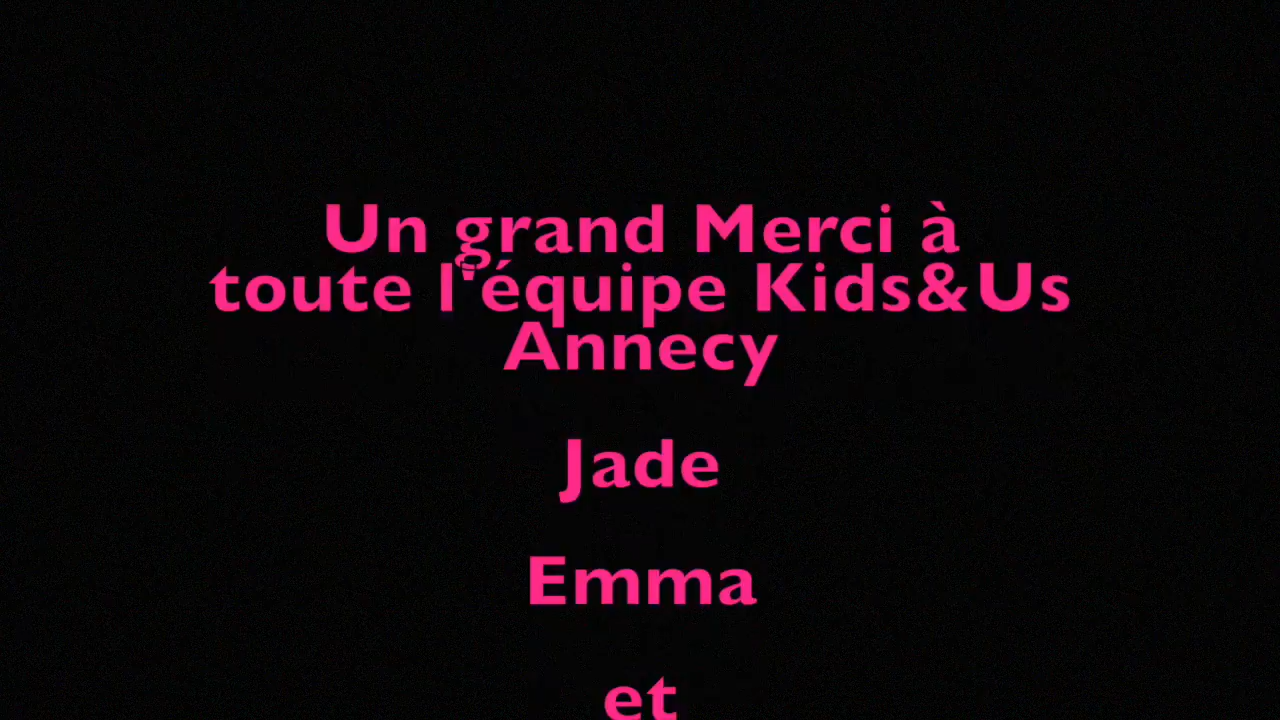 Un grand Merci à
toute l'équipe Kids&Us
Annecy
Jade
Emma
et